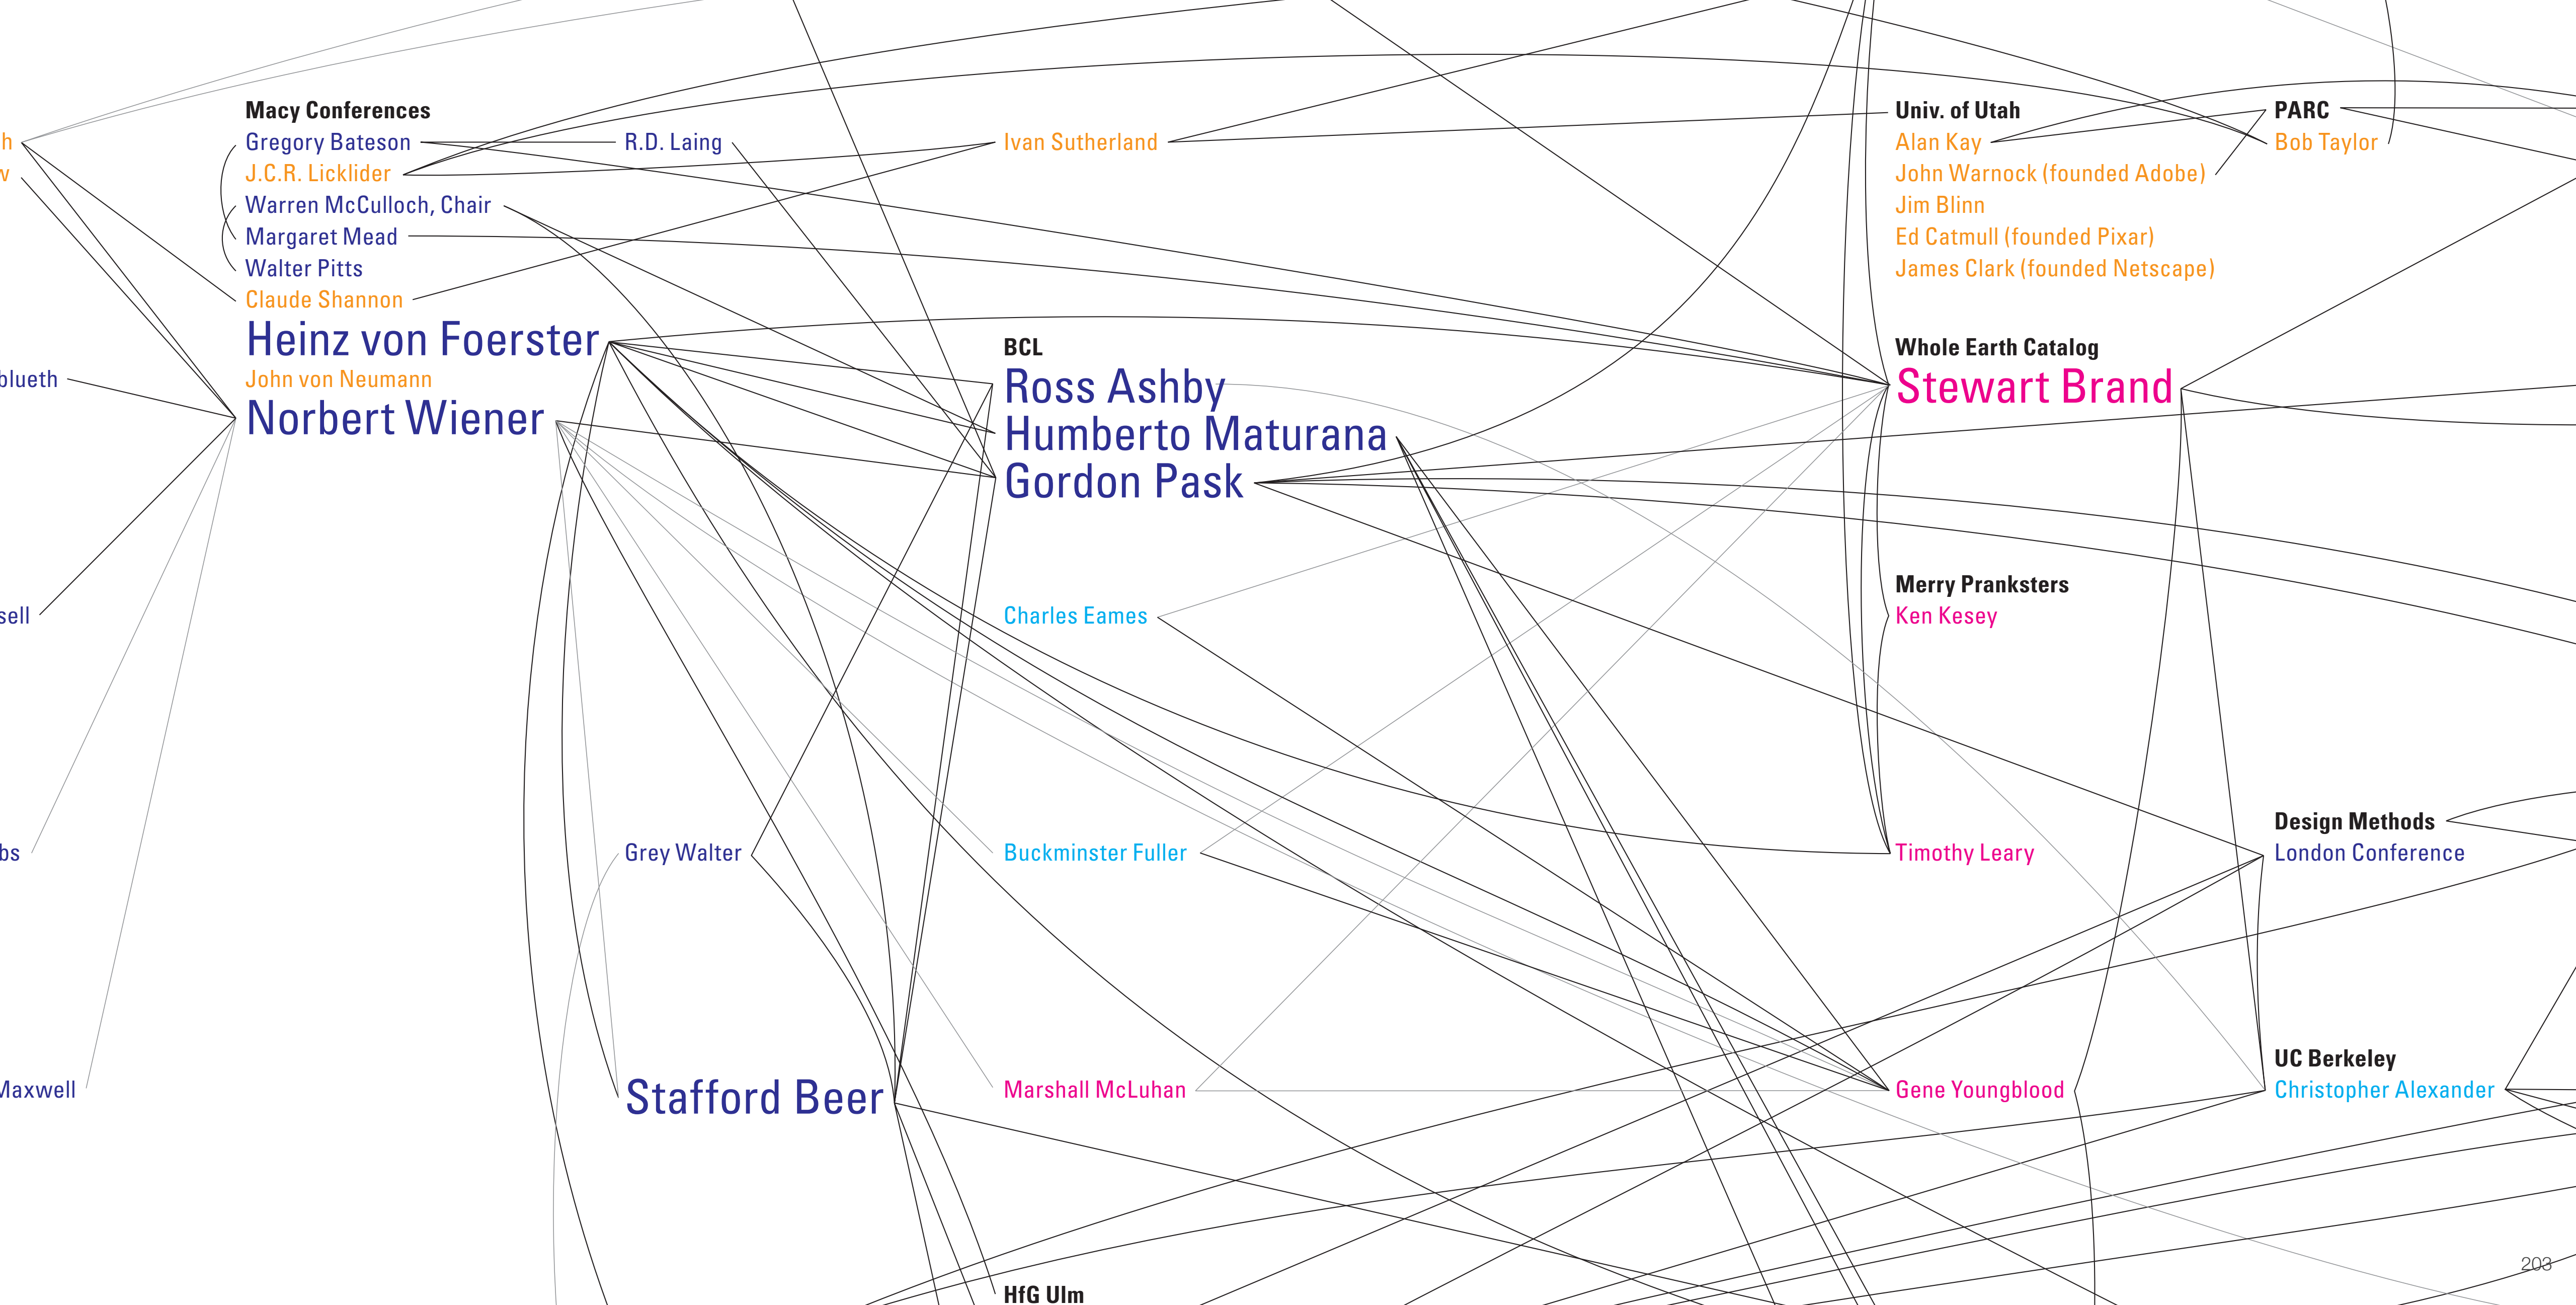 Macy Conferences
Gregory Bateson
J.C.R. Licklider
Warren McCulloch, Chair
Margaret Mead
Walter Pitts
Claude Shannon
Heinz von Foerster
John von Neumann
Norbert Wiener
R.D. Laing
Grey Walter
Stafford Beer
Ivan Sutherland
BCL
Ross Ashby
Humberto Maturana
Gordon Pask
Charles Eames
Buckminster Fuller
Marshall McLuhan
HfG Ulm
Univ. of Utah
Alan Kay
John Warnock (founded Adobe)
Jim Blinn
Ed Catmull (founded Pixar)
James Clark (founded Netscape)
Whole Earth Catalog
Stewart Brand
Merry Pranksters
Ken Kesey
Timothy Leary
Gene Youngblood
PARC
Bob Taylor
Design Methods
London Conference
UC Berkeley
Christopher Alexander
Maxwell
203